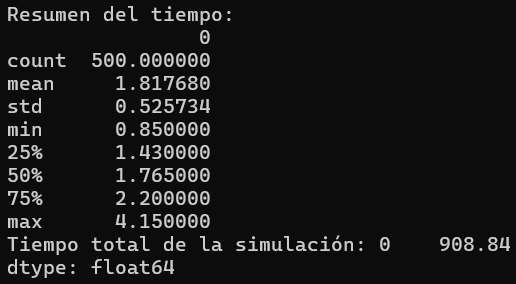 Resumen del tiempo:
                0
count  500.000000
mean     1.817680
std      0.525734
min      0.850000
25%      1.430000
50%      1.765000
75%      2.200000
max      4.150000
Tiempo total de la simulación: 0    908.84
dtype: float64